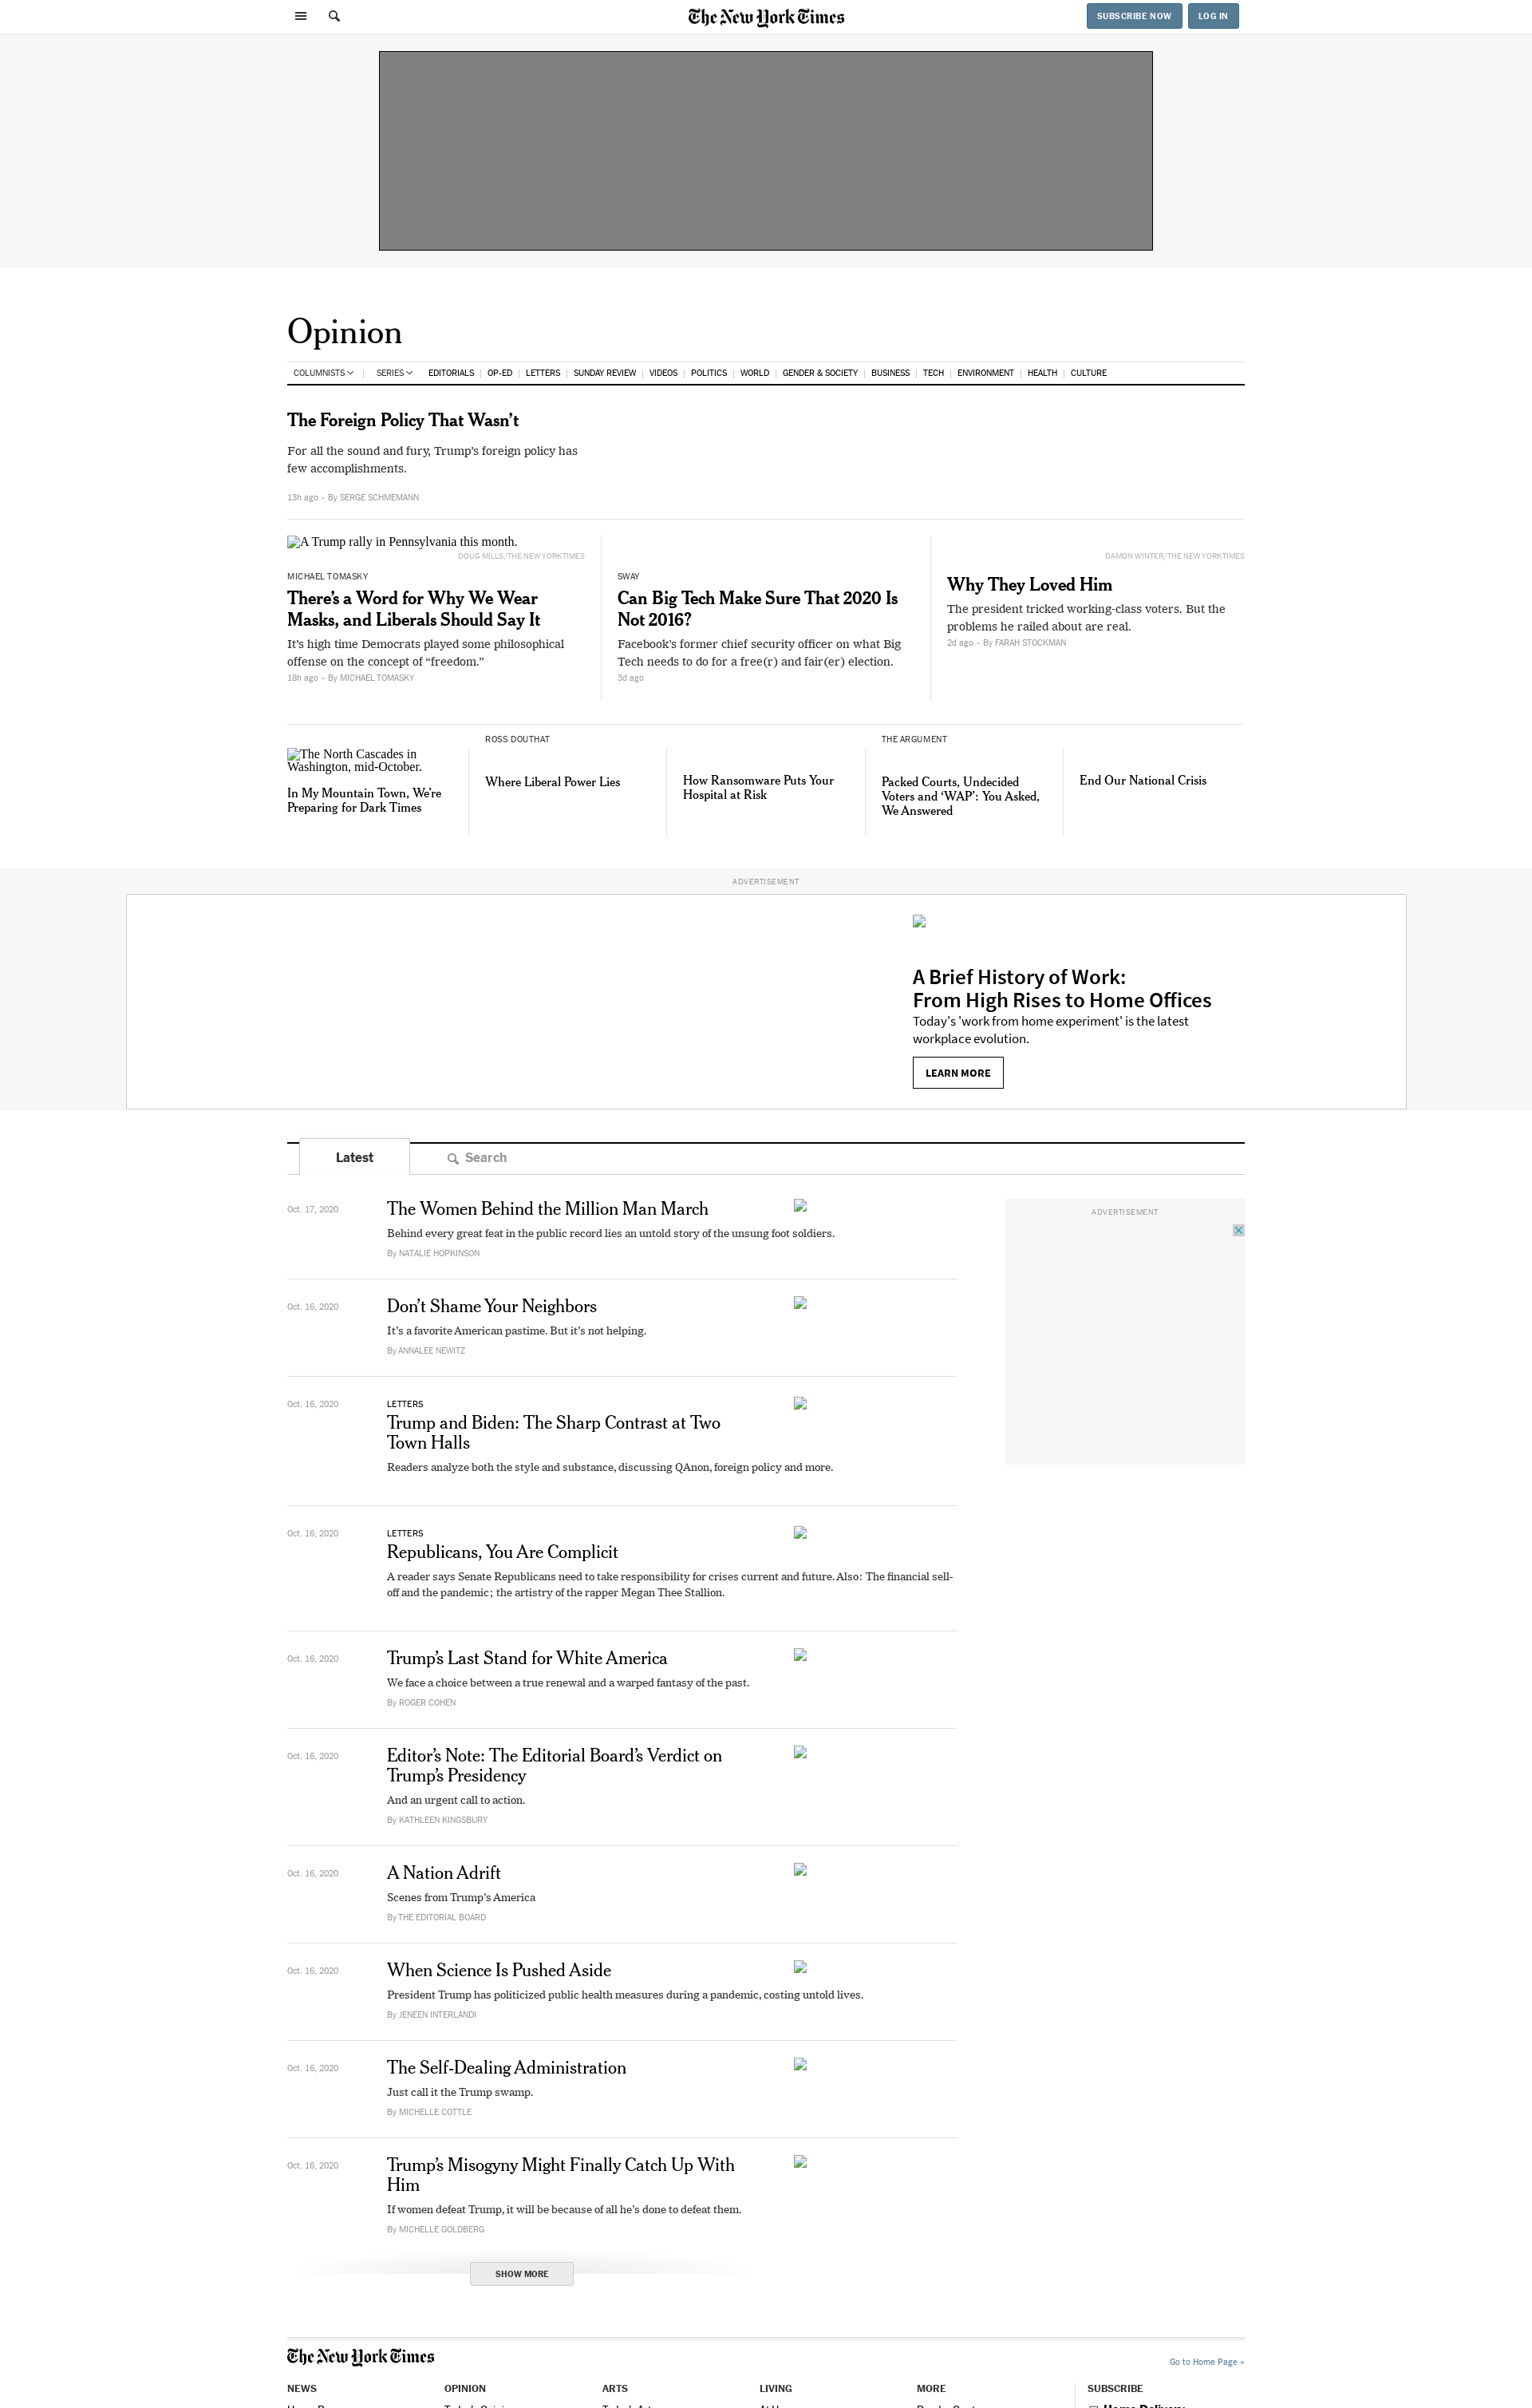 The New York Times
SUBSCRIBE NOW
LOG IN
Opinion
COLUMNISTS
SERIES
EDITORIALS
OP-ED
LETTERS
SUNDAY REVIEW
VIDEOS
POLITICS
WORLD
GENDER & SOCIETY
BUSINESS
TECH
ENVIRONMENT
HEALTH
CULTURE
The Foreign Policy That Wasn’t
For all the sound and fury, Trump’s foreign policy has
few accomplishments.
13h ago • By SERGE SCHMEMANN
A Trump rally in Pennsylvania this month.
DOUG MILLS/THE NEW YORK TIMES
MICHAEL TOMASKY
There’s a Word for Why We Wear
Masks, and Liberals Should Say It
It’s high time Democrats played some philosophical
offense on the concept of “freedom.”
18h ago • By MICHAEL TOMASKY
SWAY
Can Big Tech Make Sure That 2020 Is
Not 2016?
Facebook’s former chief security officer on what Big
Tech needs to do for a free(r) and fair(er) election.
3d ago
DAMON WINTER/THE NEW YORK TIMES
Why They Loved Him
The president tricked working-class voters. But the
problems he railed about are real.
2d ago • By FARAH STOCKMAN
The North Cascades in
Washington, mid-October.
In My Mountain Town, We’re
Preparing for Dark Times
ROSS DOUTHAT
Where Liberal Power Lies
How Ransomware Puts Your
Hospital at Risk
THE ARGUMENT
Packed Courts, Undecided
Voters and ‘WAP’: You Asked,
We Answered
End Our National Crisis
ADVERTISEMENT
A Brief History of Work:
From High Rises to Home Offices
Today's 'work from home experiment' is the latest
workplace evolution.
LEARN MORE
Latest
Search
Oct. 17, 2020
The Women Behind the Million Man March
Behind every great feat in the public record lies an untold story of the unsung foot soldiers.
By NATALIE HOPKINSON
ADVERTISEMENT
Oct. 16, 2020
Don’t Shame Your Neighbors
It’s a favorite American pastime. But it’s not helping.
By ANNALEE NEWITZ
Oct. 16, 2020
LETTERS
Trump and Biden: The Sharp Contrast at Two
Town Halls
Readers analyze both the style and substance, discussing QAnon, foreign policy and more.
Oct. 16, 2020
LETTERS
Republicans, You Are Complicit
A reader says Senate Republicans need to take responsibility for crises current and future. Also: The financial sell-
off and the pandemic; the artistry of the rapper Megan Thee Stallion.
Oct. 16, 2020
Trump’s Last Stand for White America
We face a choice between a true renewal and a warped fantasy of the past.
By ROGER COHEN
Oct. 16, 2020
Editor’s Note: The Editorial Board’s Verdict on
Trump’s Presidency
And an urgent call to action.
By KATHLEEN KINGSBURY
Oct. 16, 2020
A Nation Adrift
Scenes from Trump’s America
By THE EDITORIAL BOARD
Oct. 16, 2020
When Science Is Pushed Aside
President Trump has politicized public health measures during a pandemic, costing untold lives.
By JENEEN INTERLANDI
Oct. 16, 2020
The Self-Dealing Administration
Just call it the Trump swamp.
By MICHELLE COTTLE
Oct. 16, 2020
Trump’s Misogyny Might Finally Catch Up With
Him
If women defeat Trump, it will be because of all he’s done to defeat them.
By MICHELLE GOLDBERG
SHOW MORE
The New York Times
Go to Home Page »
NEWS
OPINION
ARTS
LIVING
MORE
SUBSCRIBE